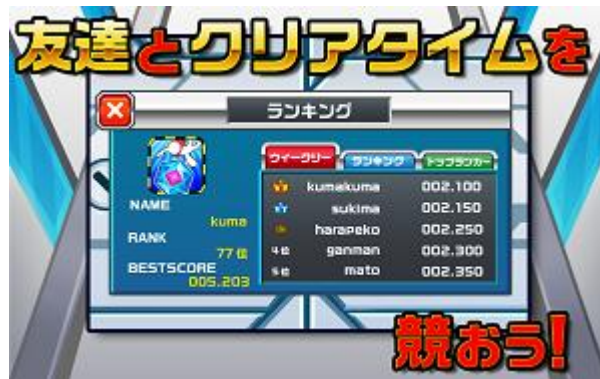 友達とクリアタイムを
ランキング
ウィークリー ランキング トップランカー
kumakuma 002.100
sukima 002.150
harapeko 002.250
4位 ganman 002.300
5位 mato 002.350
NAME
kuma
RANK
77位
BESTSCORE
005.203
競おう!